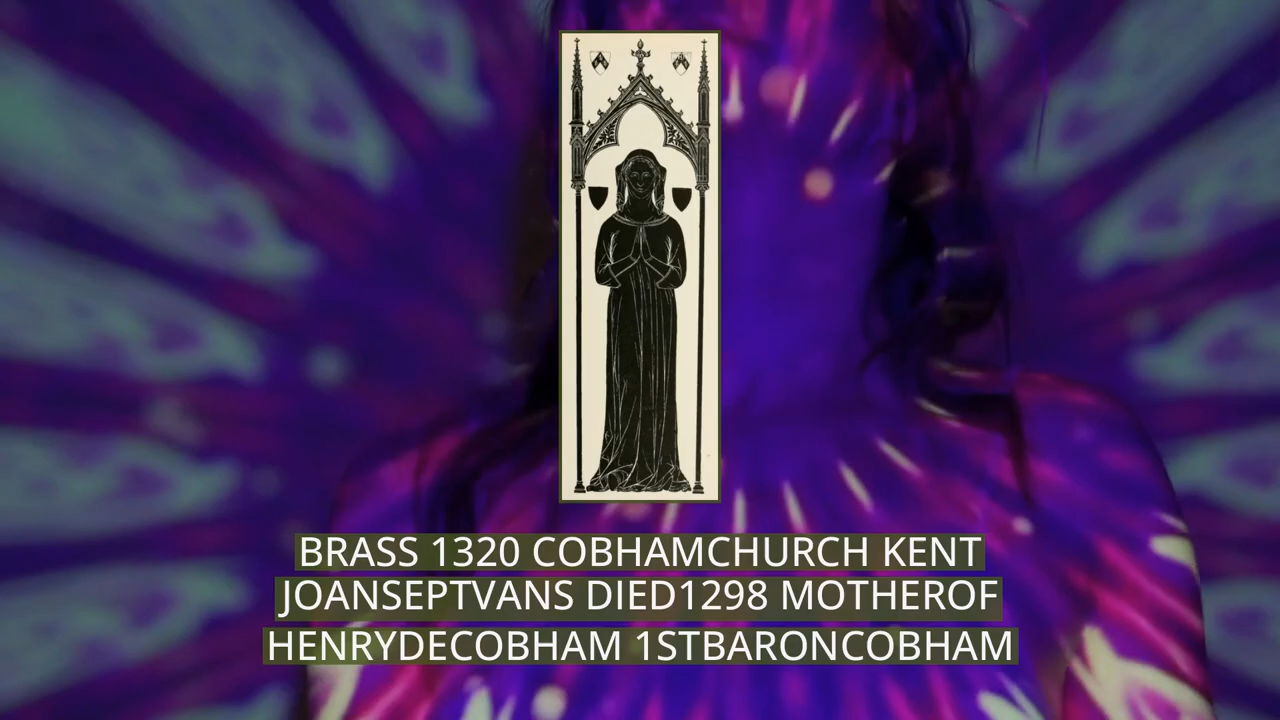 BRASS 1320 COBHAMCHURCH KENT
JOANSEPTVANS DIED1298 MOTHEROF
HENRYDECOBHAM 1STBARONCOBHAM